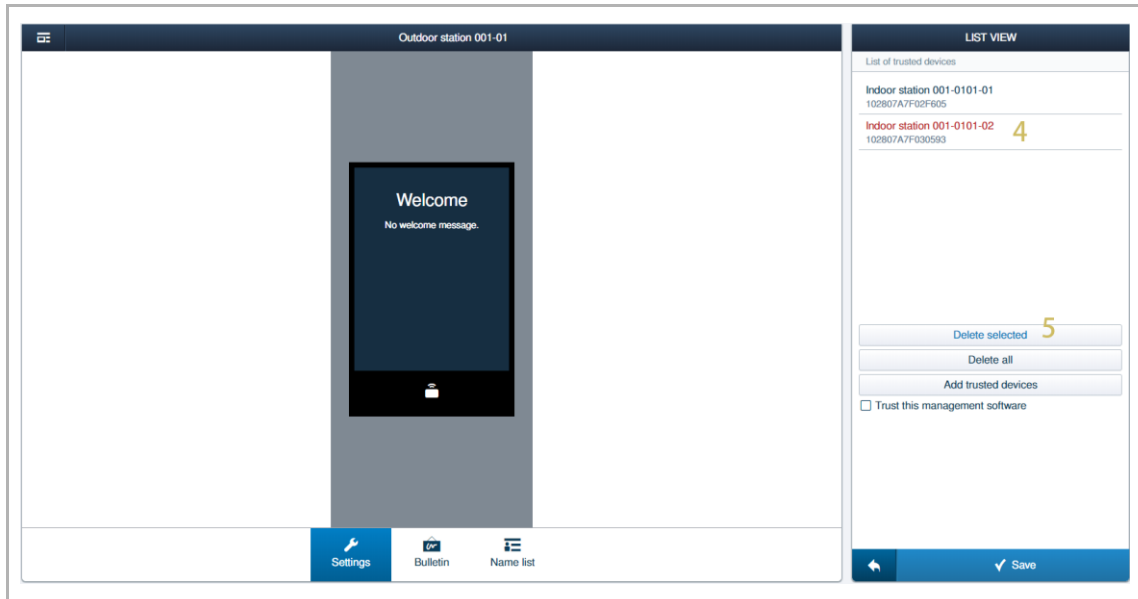 Outdoor station 001-01
Welcome
No welcome message.
Settings
Bulletin
Name list
LIST VIEW
List of trusted devices
Indoor station 001-0101-01
102807A7F02F605
Indoor station 001-0101-02
102807A7F030593
4
Delete selected 5
Delete all
Add trusted devices
Trust this management software
Save